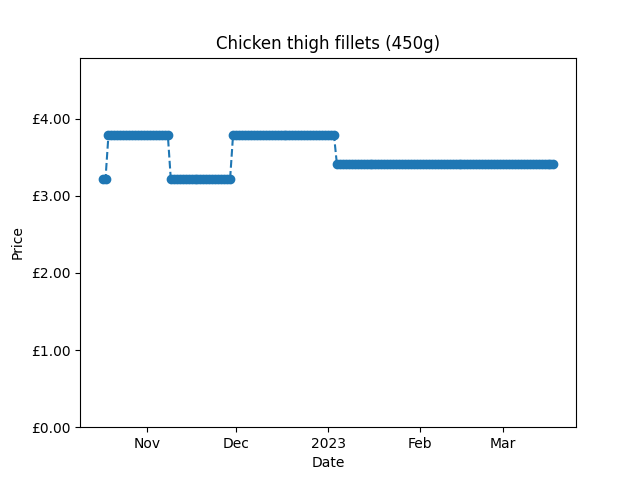 Chicken thigh fillets (450g)
£4.00
£3.00
£2.00
£1.00
£0.00
Price
Nov Dec 2023 Feb Mar
Date